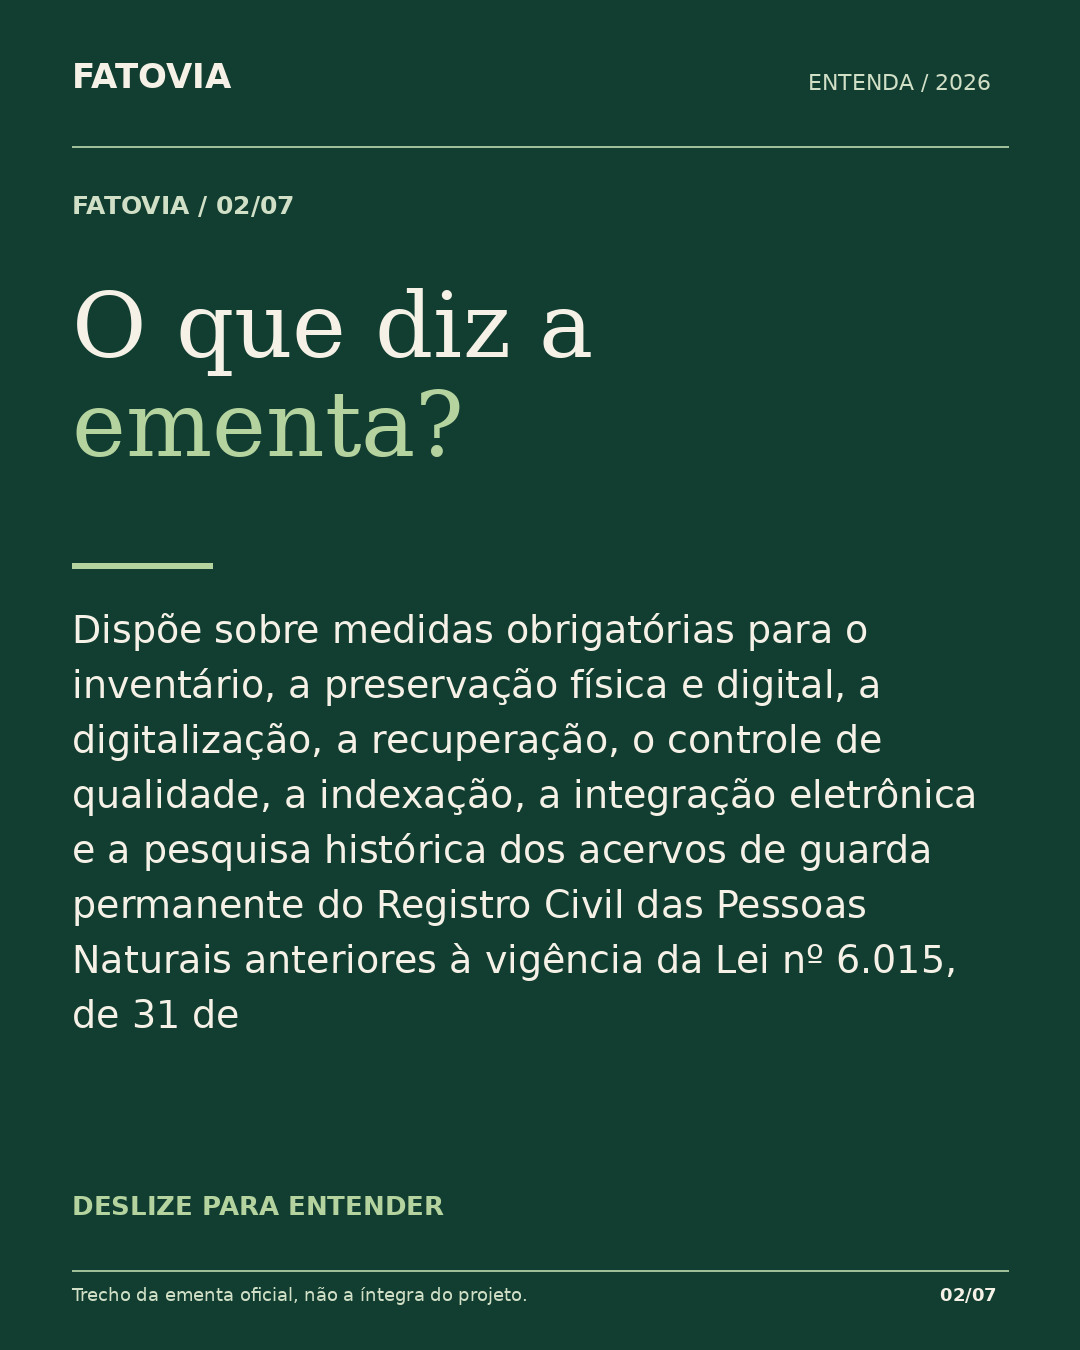 FATOVIA
ENTENDA / 2026
FATOVIA / 02/07
O que diz a
ementa?
Dispõe sobre medidas obrigatórias para o
inventário, a preservação física e digital, a
digitalização, a recuperação, o controle de
qualidade, a indexação, a integração eletrônica
e a pesquisa histórica dos acervos de guarda
permanente do Registro Civil das Pessoas
Naturais anteriores à vigência da Lei nº 6.015,
de 31 de
DESLIZE PARA ENTENDER
Trecho da ementa oficial, não a íntegra do projeto.
02/07